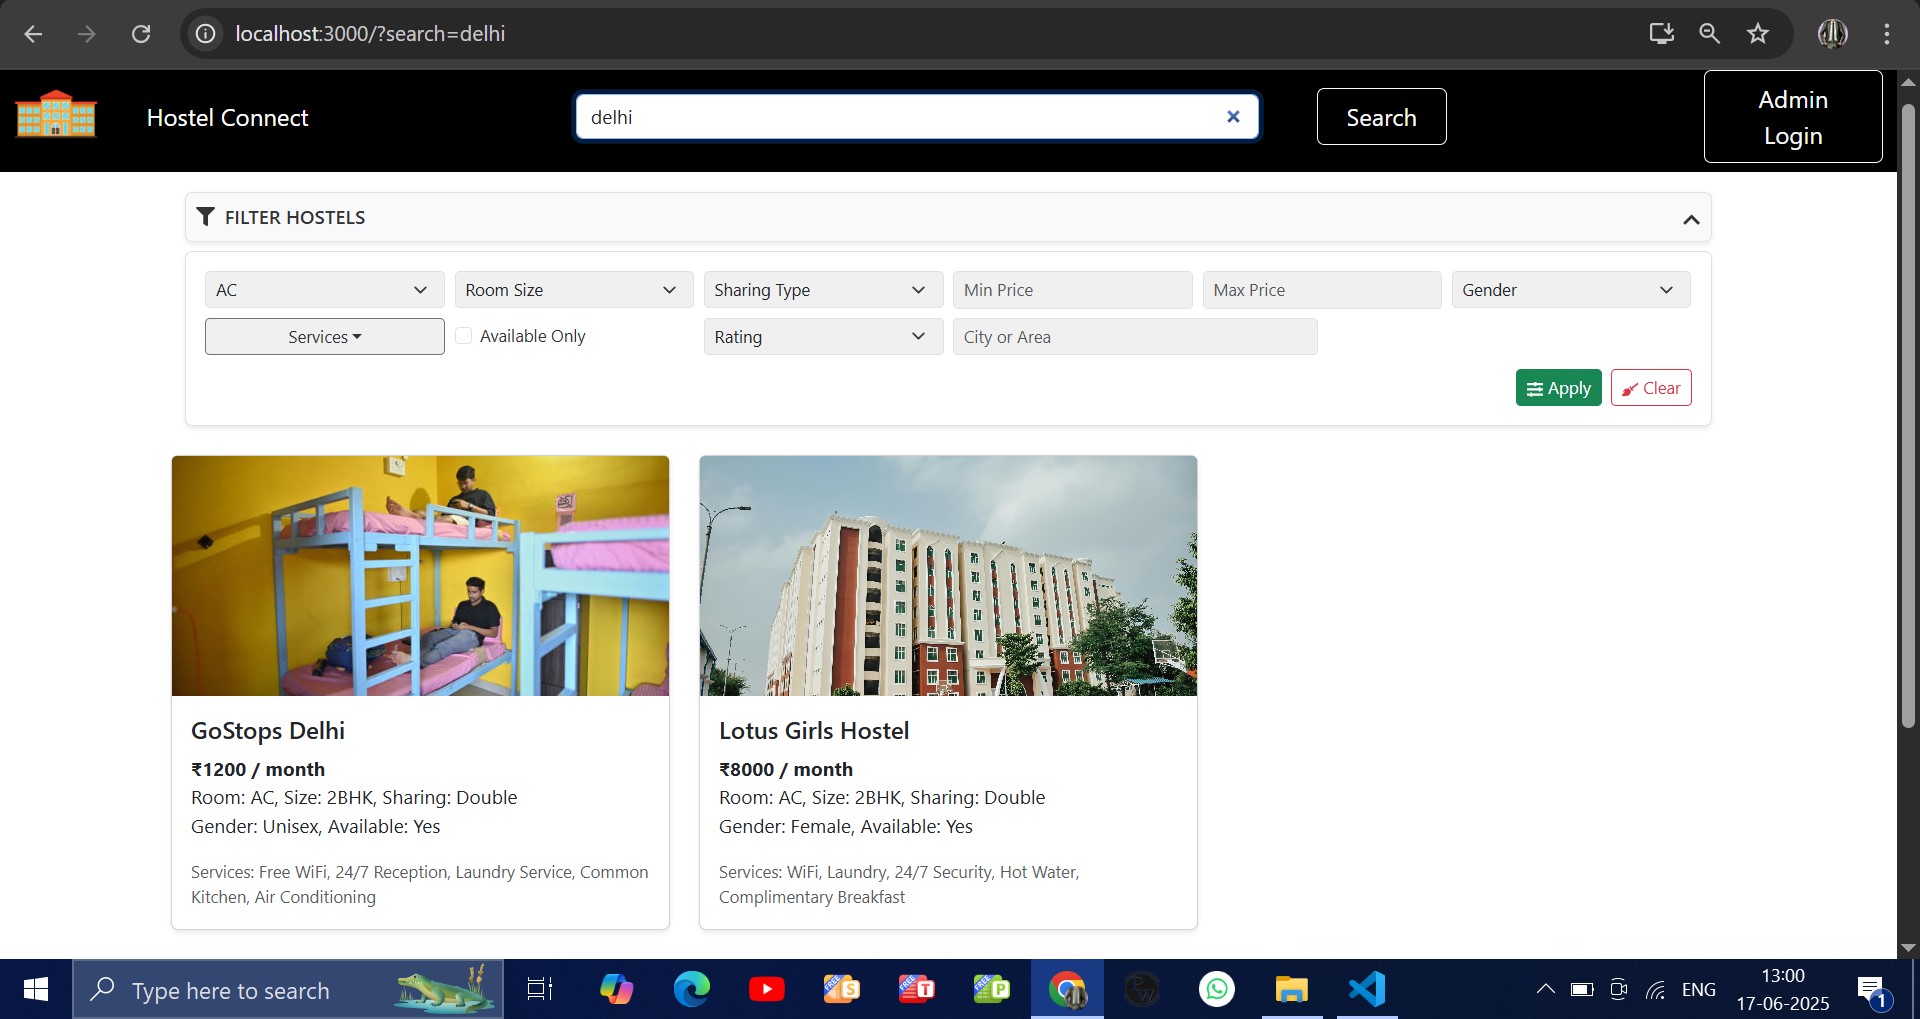 localhost:3000/?search=delhi
Hostel Connect
delhi
Search
Admin
Login
FILTER HOSTELS
AC
Room Size
Sharing Type
Min Price
Max Price
Gender
Services
Available Only
Rating
City or Area
Apply
Clear
GoStops Delhi
₹1200 / month
Room: AC, Size: 2BHK, Sharing: Double
Gender: Unisex, Available: Yes
Services: Free WiFi, 24/7 Reception, Laundry Service, Common
Kitchen, Air Conditioning
Lotus Girls Hostel
₹8000 / month
Room: AC, Size: 2BHK, Sharing: Double
Gender: Female, Available: Yes
Services: WiFi, Laundry, 24/7 Security, Hot Water,
Complimentary Breakfast
Type here to search
FREE S
FREE T
FREE P
PW
ENG
13:00
17-06-2025
1